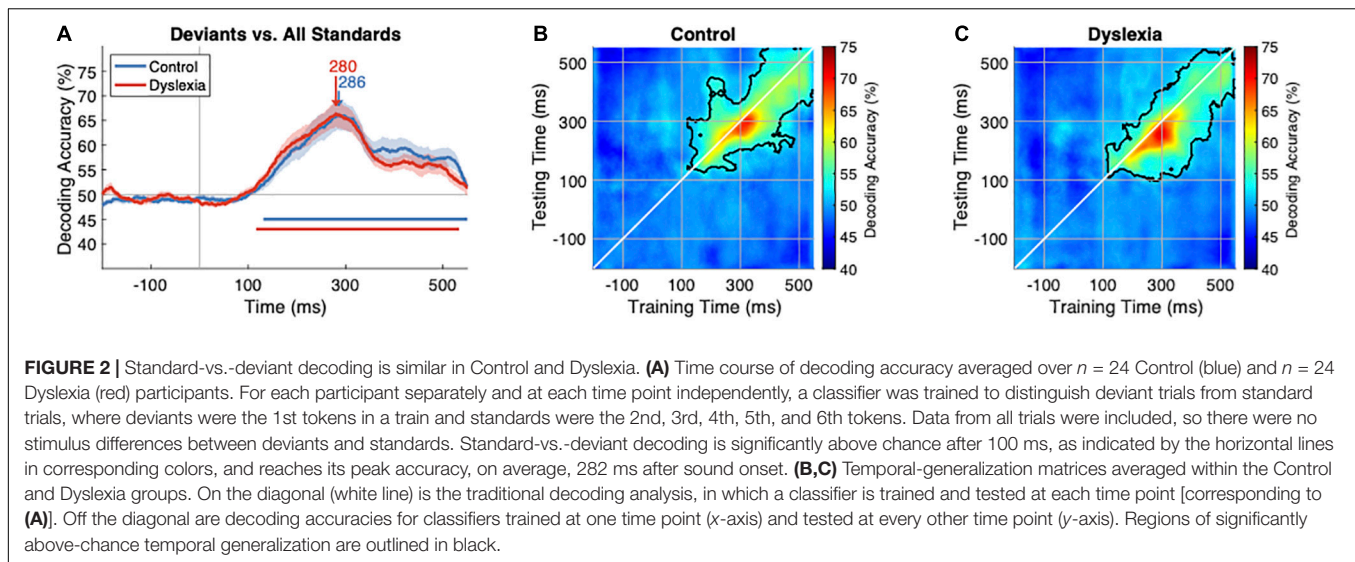 A
Deviants vs. All Standards
Control
Dyslexia
280
286
75
70
65
60
55
50
45
40
Decoding Accuracy (%)
-100 100 300 500
Time (ms)
B
Control
500
300
100
-100
Testing Time (ms)
-100 100 300 500
Training Time (ms)
75
70
65
60
55
50
45
40
Decoding Accuracy (%)
C
Dyslexia
500
300
100
-100
Testing Time (ms)
-100 100 300 500
Training Time (ms)
75
70
65
60
55
50
45
40
Decoding Accuracy (%)
FIGURE 2 | Standard-vs.-deviant decoding is similar in Control and Dyslexia. (A) Time course of decoding accuracy averaged over n = 24 Control (blue) and n = 24
Dyslexia (red) participants. For each participant separately and at each time point independently, a classifier was trained to distinguish deviant trials from standard
trials, where deviants were the 1st tokens in a train and standards were the 2nd, 3rd, 4th, 5th, and 6th tokens. Data from all trials were included, so there were no
stimulus differences between deviants and standards. Standard-vs.-deviant decoding is significantly above chance after 100 ms, as indicated by the horizontal lines
in corresponding colors, and reaches its peak accuracy, on average, 282 ms after sound onset. (B,C) Temporal-generalization matrices averaged within the Control
and Dyslexia groups. On the diagonal (white line) is the traditional decoding analysis, in which a classifier is trained and tested at each time point [corresponding to
(A)]. Off the diagonal are decoding accuracies for classifiers trained at one time point (x-axis) and tested at every other time point (y-axis). Regions of significantly
above-chance temporal generalization are outlined in black.